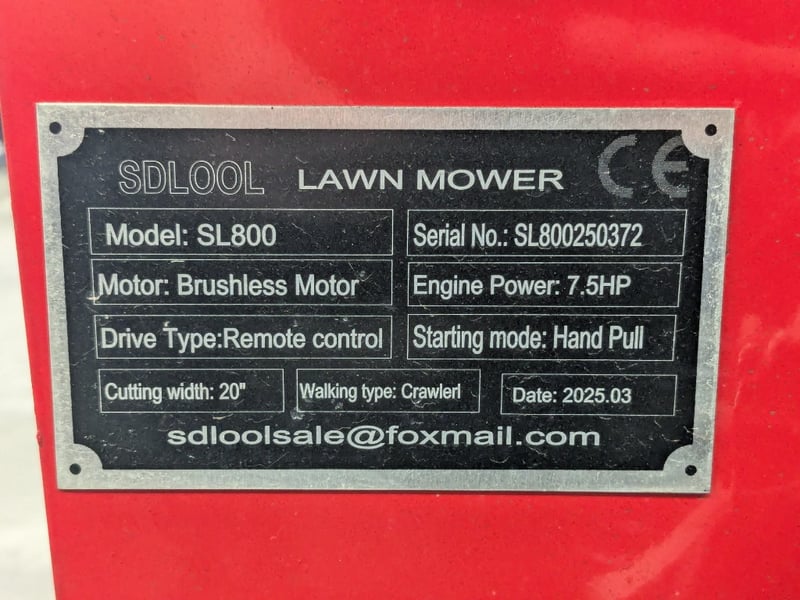 SDLOOL LAWN MOWER CE
Model: SL800
Serial No.: SL800250372
Motor: Brushless Motor
Engine Power: 7.5HP
Drive Type:Remote control
Starting mode: Hand Pull
Cutting width: 20"
Walking type: Crawlerl
Date: 2025.03
sdloolsale@foxmail.com